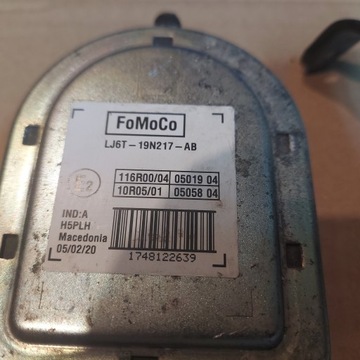 FoMoCo
LJ6T-19N217-AB
116R00/04 05019 04
10R05/01 05058 04
IND:A
H5PLH
Macedonia
05/02/20
1748122639